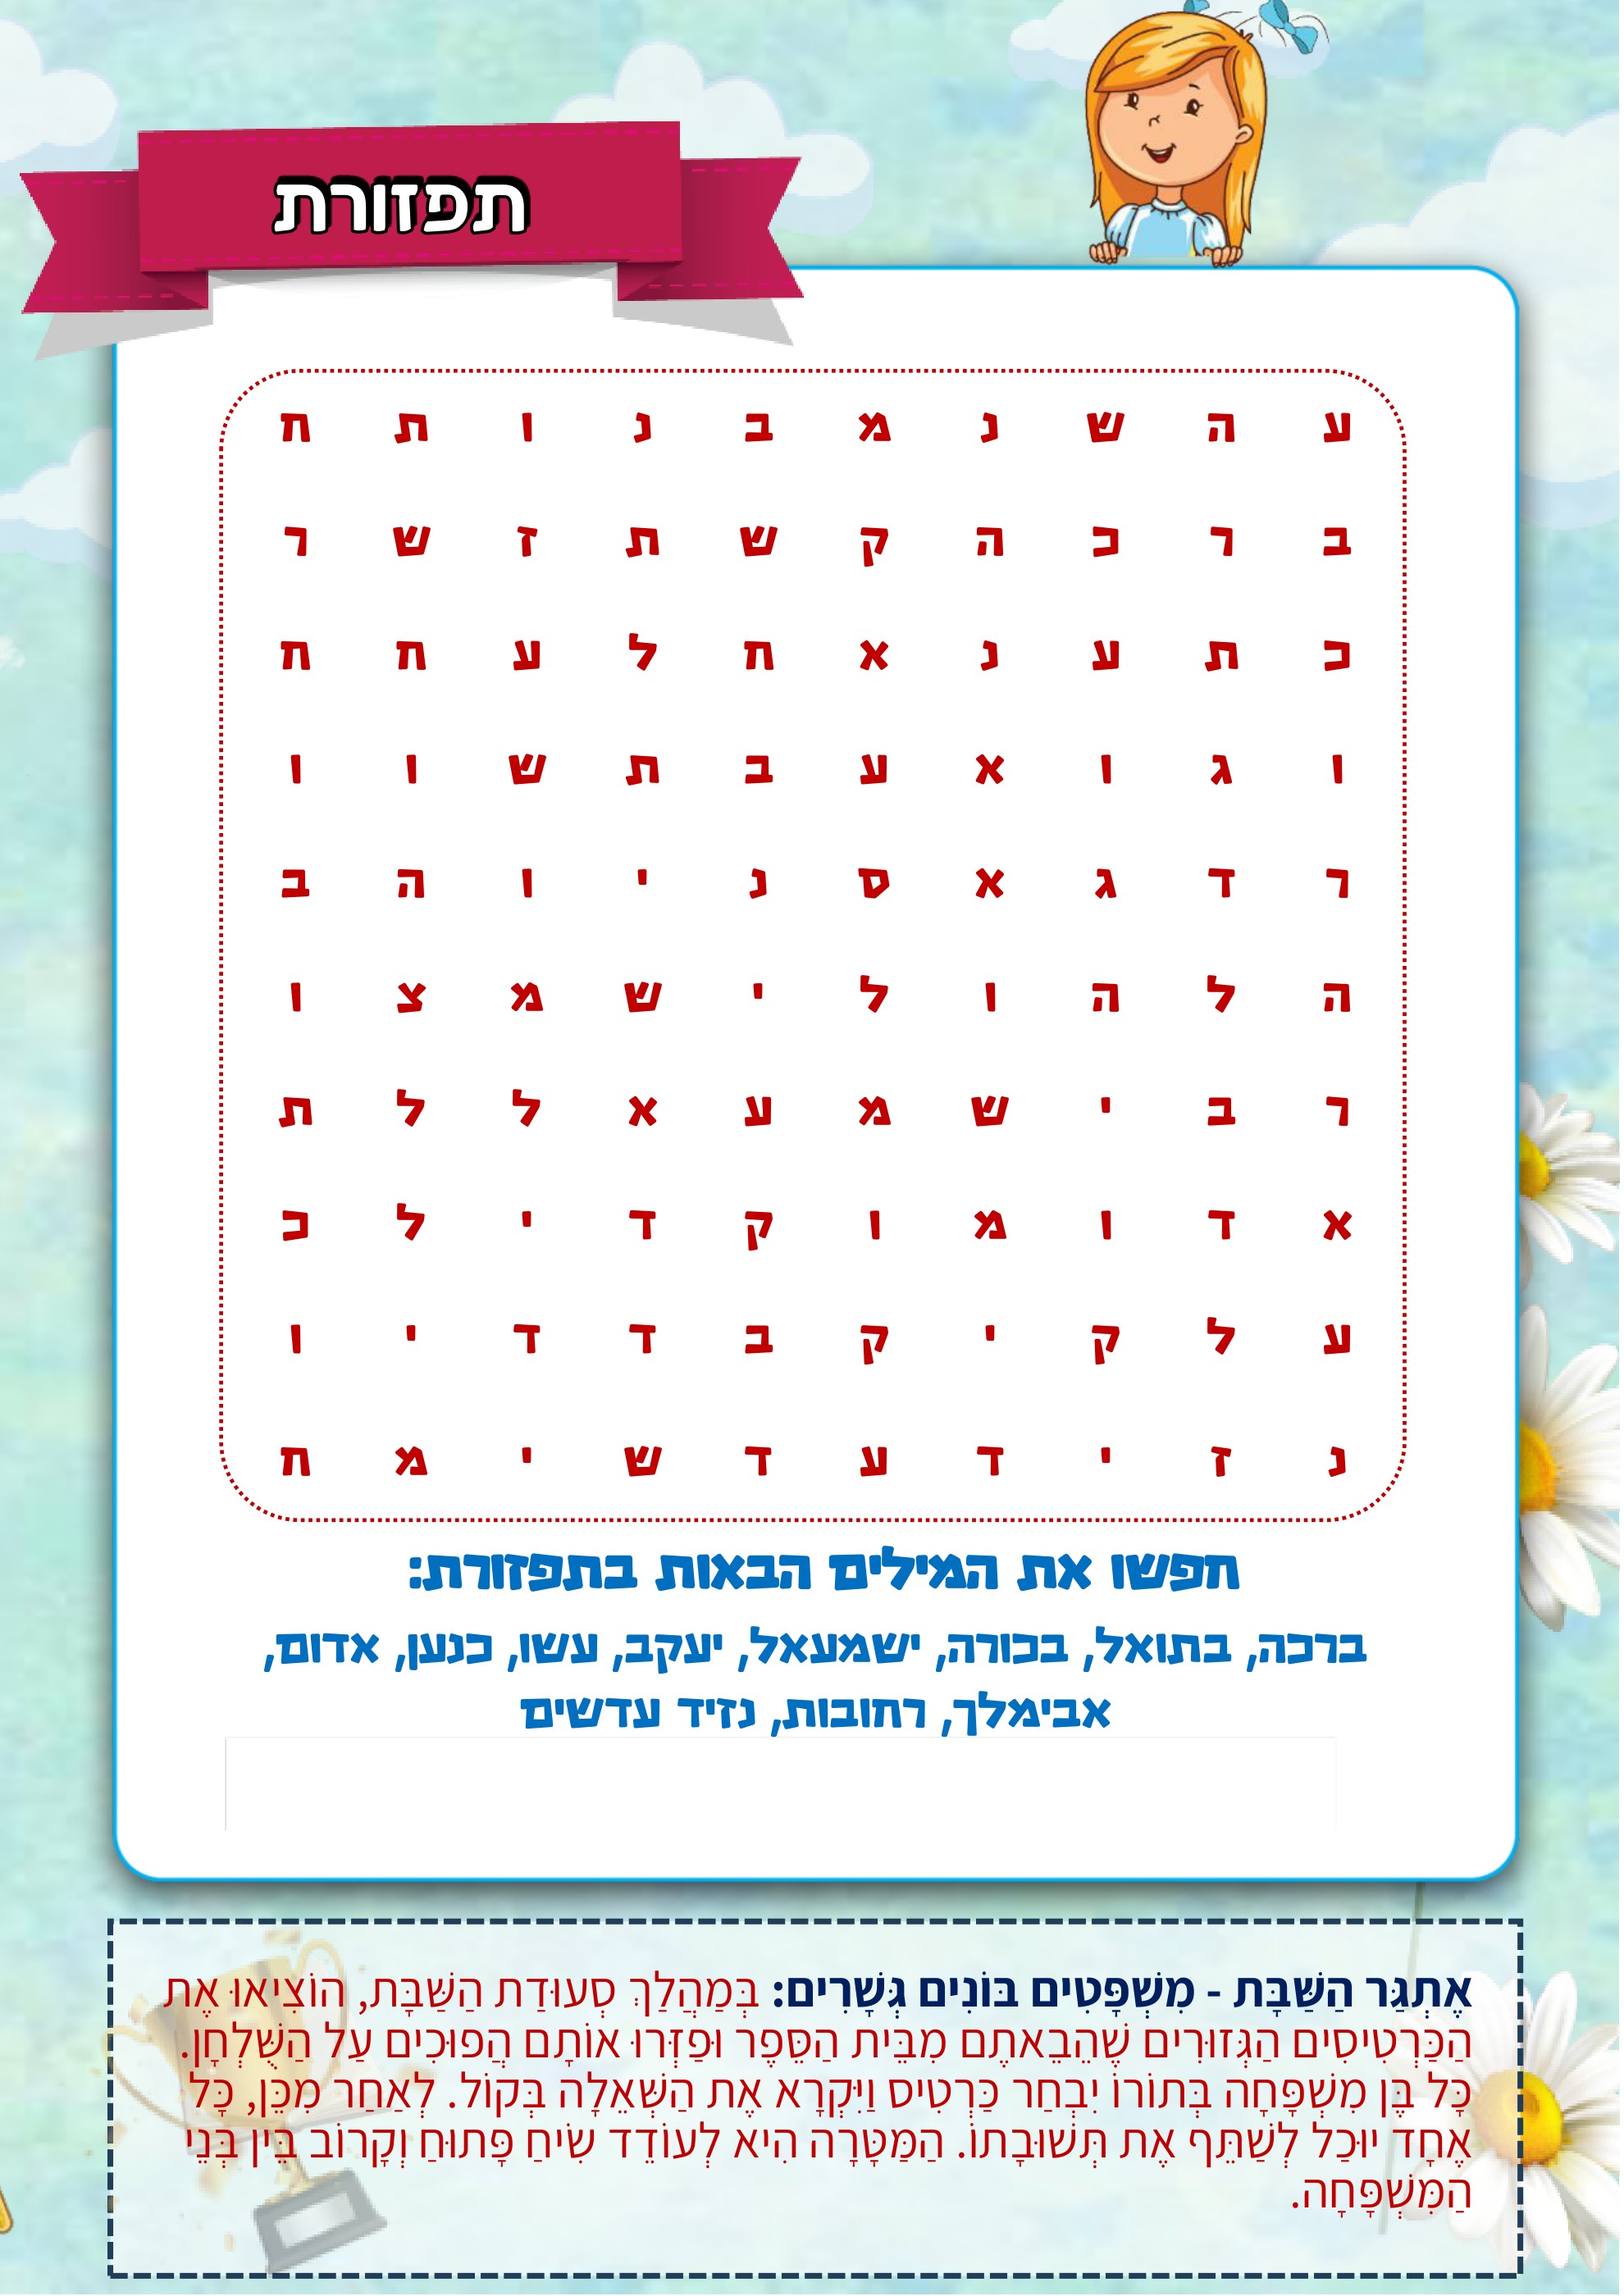 תפזורת
ע ה ש נ מ ב נ ו ת ח
ב ר כ ה ק ש ת ז ש ר
כ ת ע נ א ח ל ע ח ח
ו ג ו א ע ב ת ש ו ו
ר ד ג א ס נ י ו ה ב
ה ל ה ו ל י ש מ צ ו
ר ב י ש מ ע א ל ל ת
א ד ו מ ו ק ד י ל כ
ע ל ק י ק ב ד ד י ו
נ ז י ד ע ד ש י מ ח
חפשו את המילים הבאות בתפזורת:
ברכה, בתואל, בכורה, ישמעאל, יעקב, עשו, כנען, אדום,
אבימלך, רחובות, נזיד עדשים
אֶתְגַּר הַשַּׁבָּת - מִשְׁפָּטִים בּוֹנִים גְּשָׁרִים: בְּמַהֲלַךְ סְעוּדַת הַשַּׁבָּת, הוֹצִיאוּ אֶת
הַכַּרְטִיסִים הַגְּזוּרִים שֶׁהֲבֵאתֶם מִבֵּית הַסֵּפֶר וּפַזְּרוּ אוֹתָם הֲפוּכִים עַל הַשֻּׁלְחָן.
כָּל בֶּן מִשְׁפָּחָה בְּתוֹרוֹ יִבְחַר כַּרְטִיס וַיִּקְרָא אֶת הַשְּׁאֵלָה בְּקוֹל. לְאַחַר מִכֵּן, כָּל
אֶחָד יוּכַל לְשַׁתֵּף אֶת תְּשׁוּבָתוֹ. הַמַּטָּרָה הִיא לְעוֹדֵד שִׂיחַ פָּתוּחַ וְקָרוֹב בֵּין בְּנֵי
הַמִּשְׁפָּחָה.